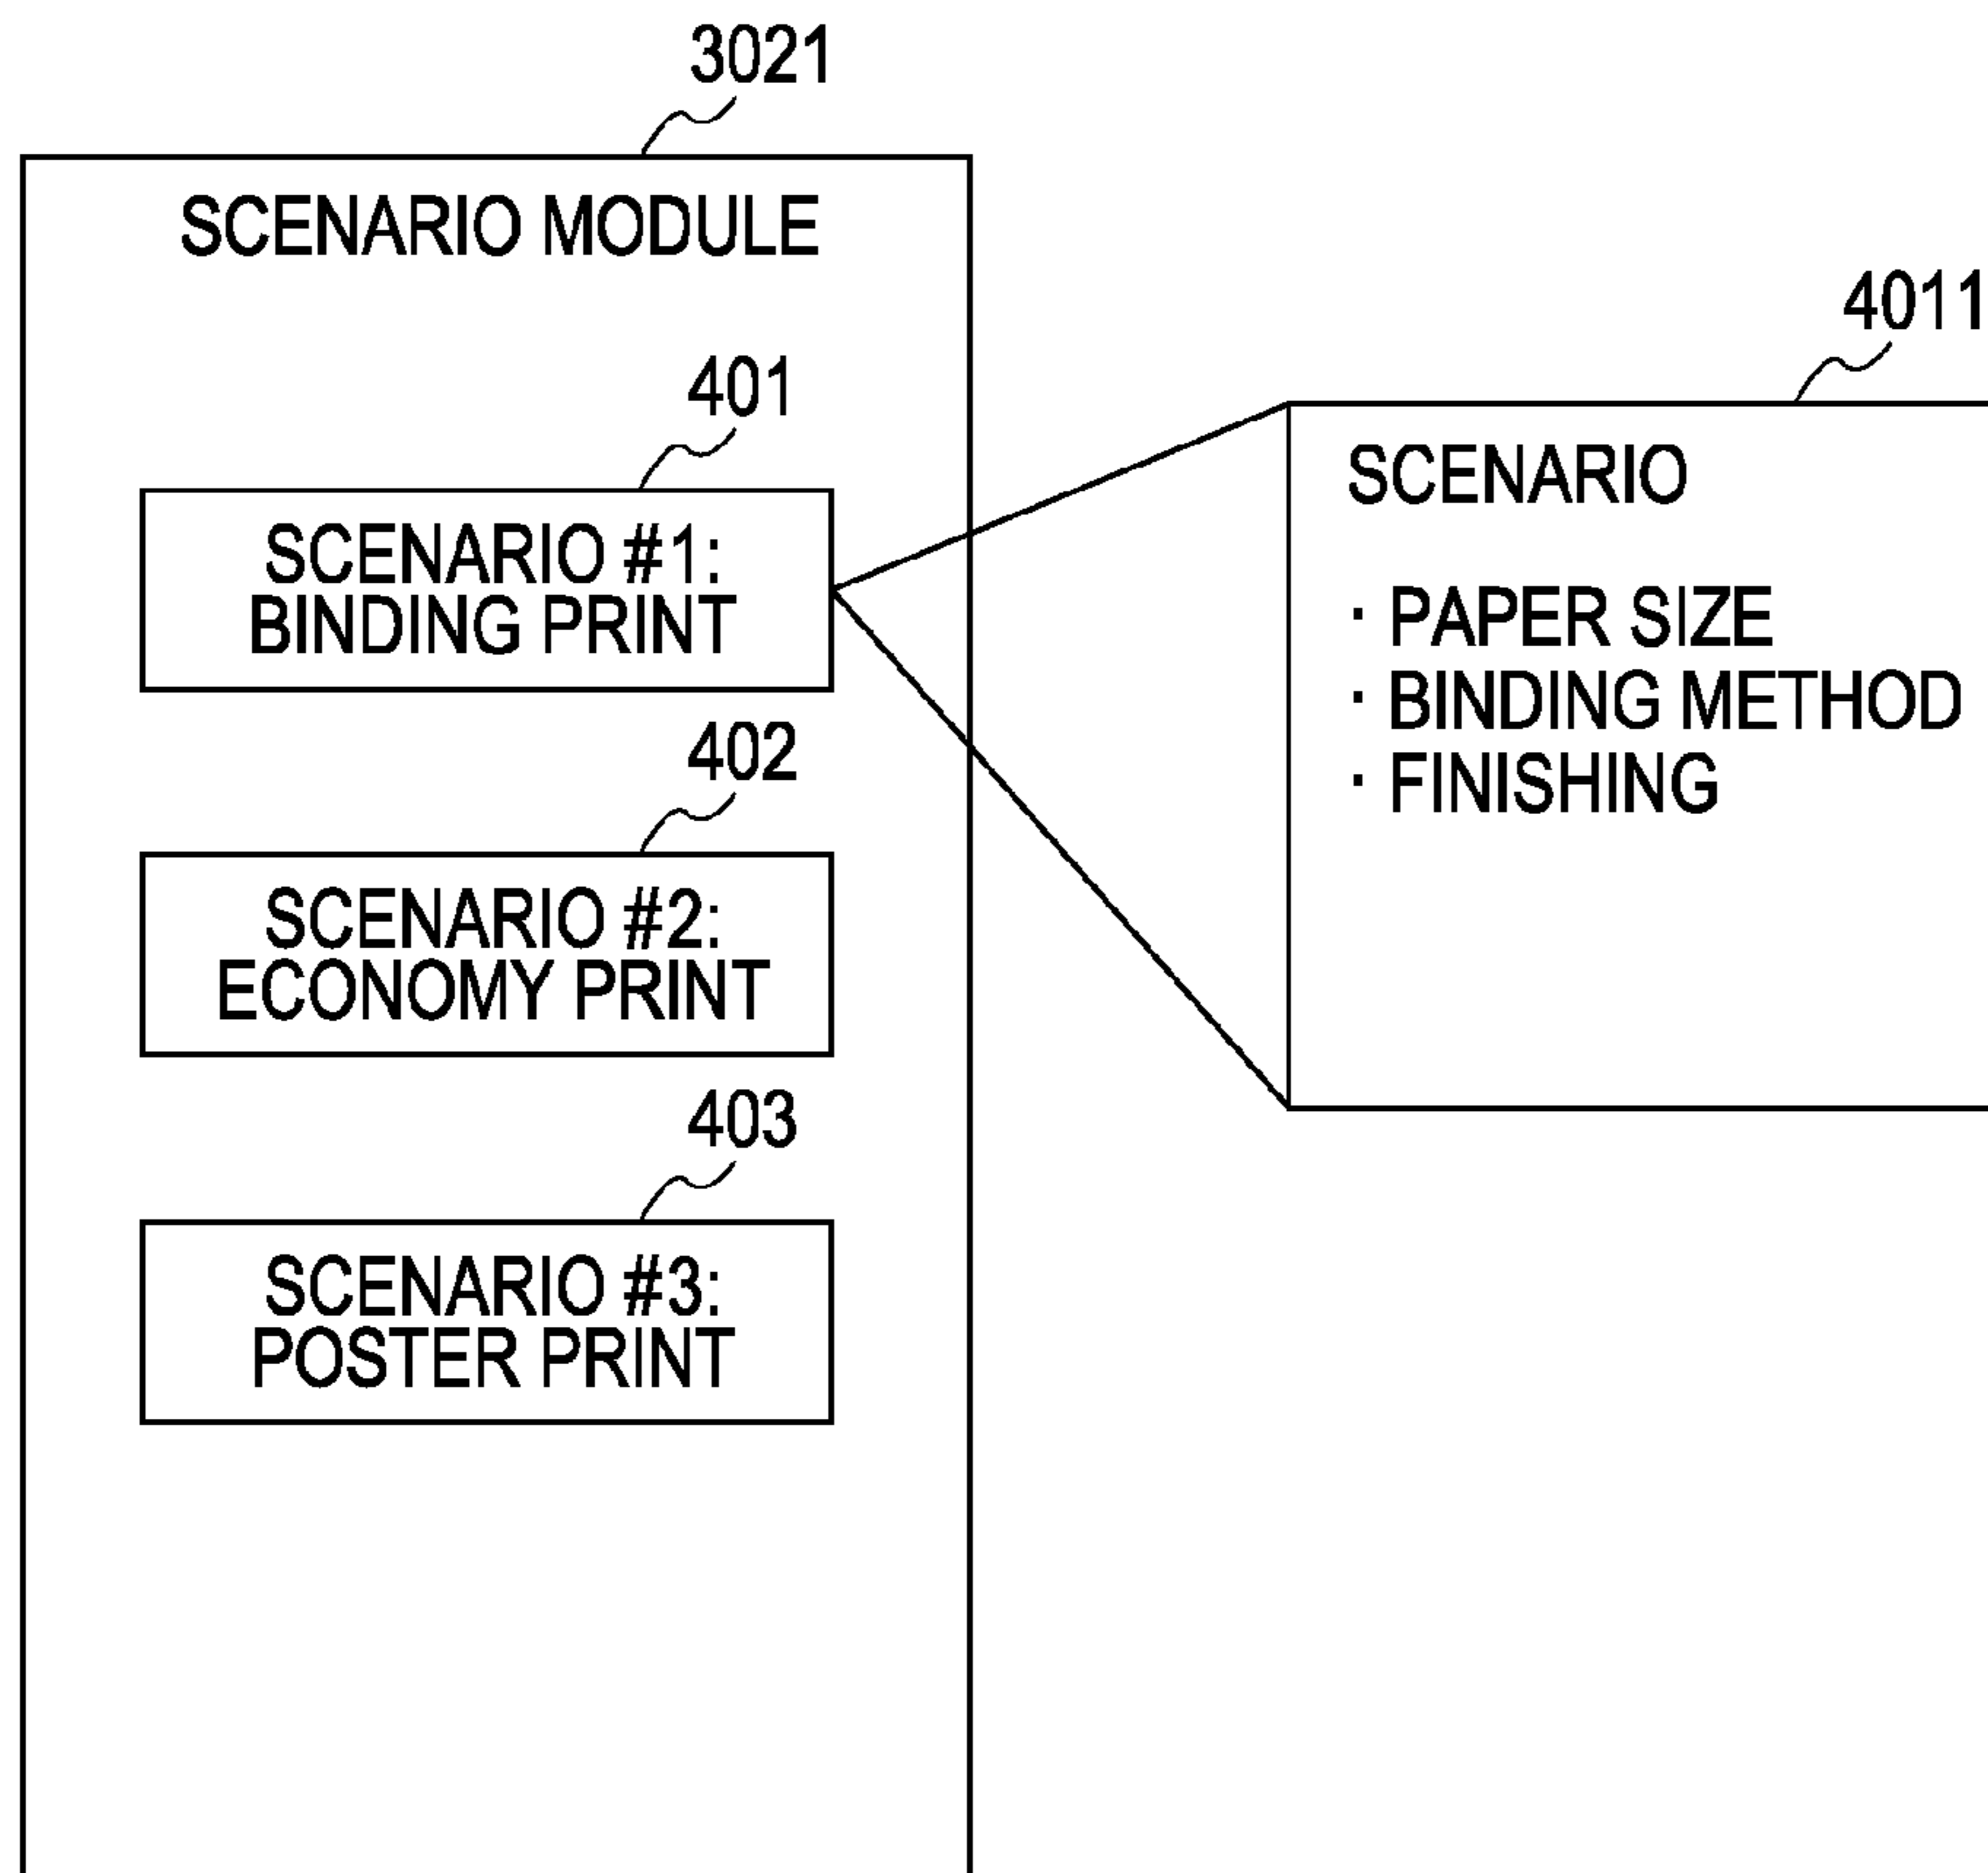 3021
SCENARIO MODULE
401
SCENARIO #1:
BINDING PRINT
402
SCENARIO #2:
ECONOMY PRINT
403
SCENARIO #3:
POSTER PRINT
4011
SCENARIO
· PAPER SIZE
· BINDING METHOD
· FINISHING